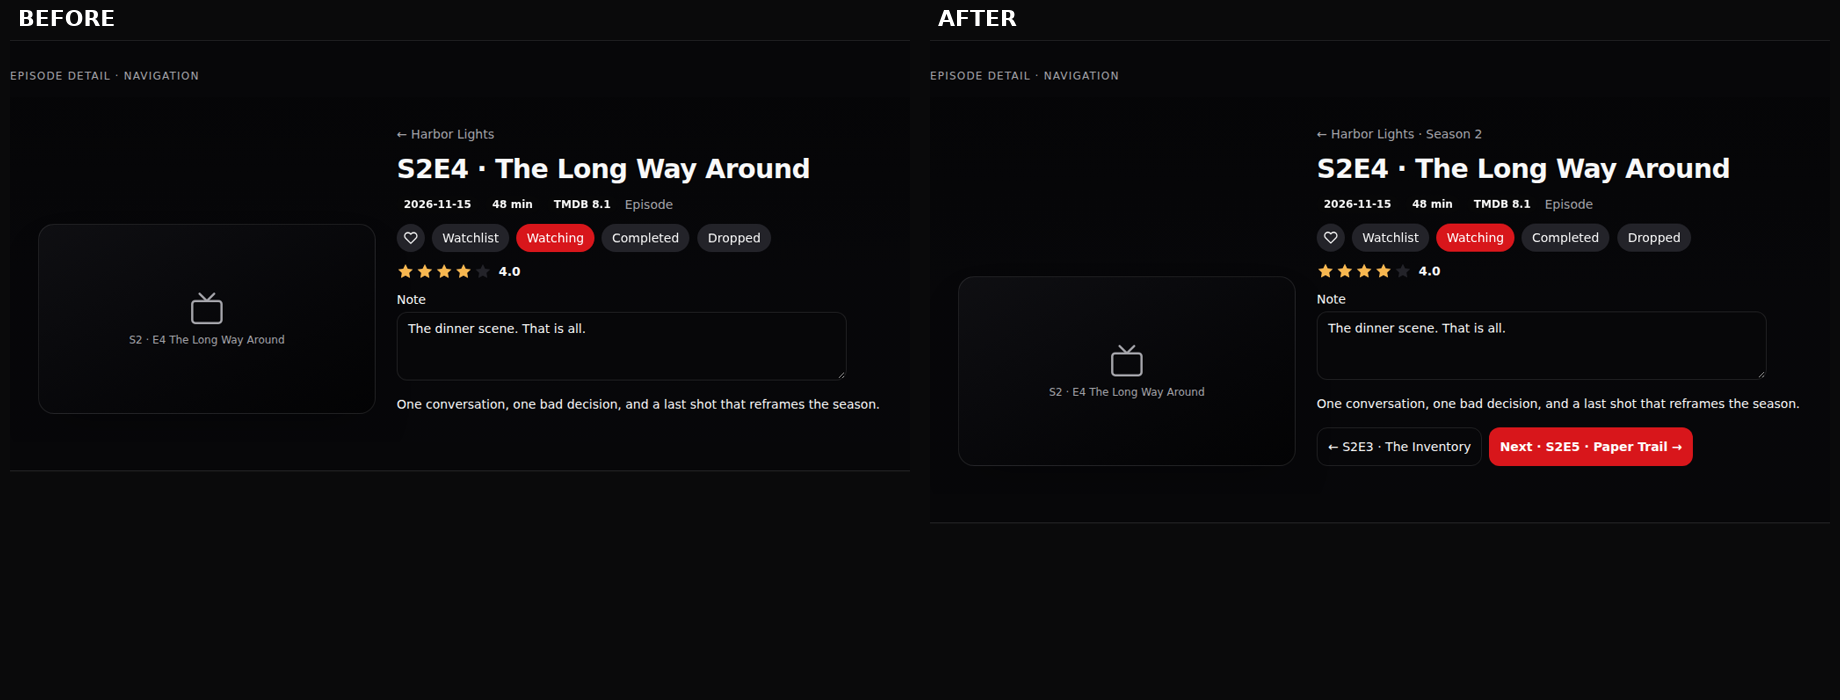 BEFORE
EPISODE DETAIL · NAVIGATION
← Harbor Lights
S2E4 · The Long Way Around
2026-11-15 48 min TMDB 8.1 Episode
Watchlist Watching Completed Dropped
4.0
Note
The dinner scene. That is all.
S2 · E4 The Long Way Around
One conversation, one bad decision, and a last shot that reframes the season.
AFTER
EPISODE DETAIL · NAVIGATION
← Harbor Lights · Season 2
S2E4 · The Long Way Around
2026-11-15 48 min TMDB 8.1 Episode
Watchlist Watching Completed Dropped
4.0
Note
The dinner scene. That is all.
S2 · E4 The Long Way Around
One conversation, one bad decision, and a last shot that reframes the season.
← S2E3 · The Inventory Next · S2E5 · Paper Trail →